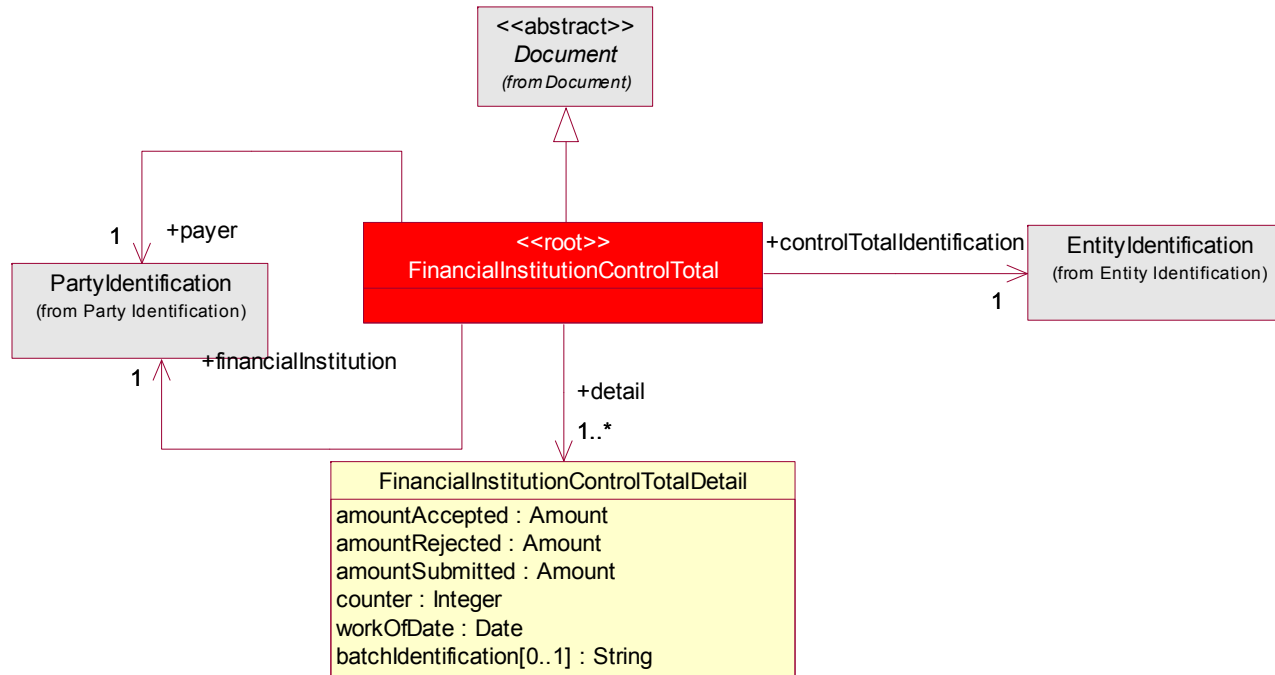 <<abstract>>
Document
(from Document)
1
+payer
<<root>>
FinancialInstitutionControlTotal
+controlTotalIdentification
1
EntityIdentification
(from Entity Identification)
PartyIdentification
(from Party Identification)
1
+financialInstitution
+detail
1..*
FinancialInstitutionControlTotalDetail
amountAccepted : Amount
amountRejected : Amount
amountSubmitted : Amount
counter : Integer
workOfDate : Date
batchIdentification[0..1] : String